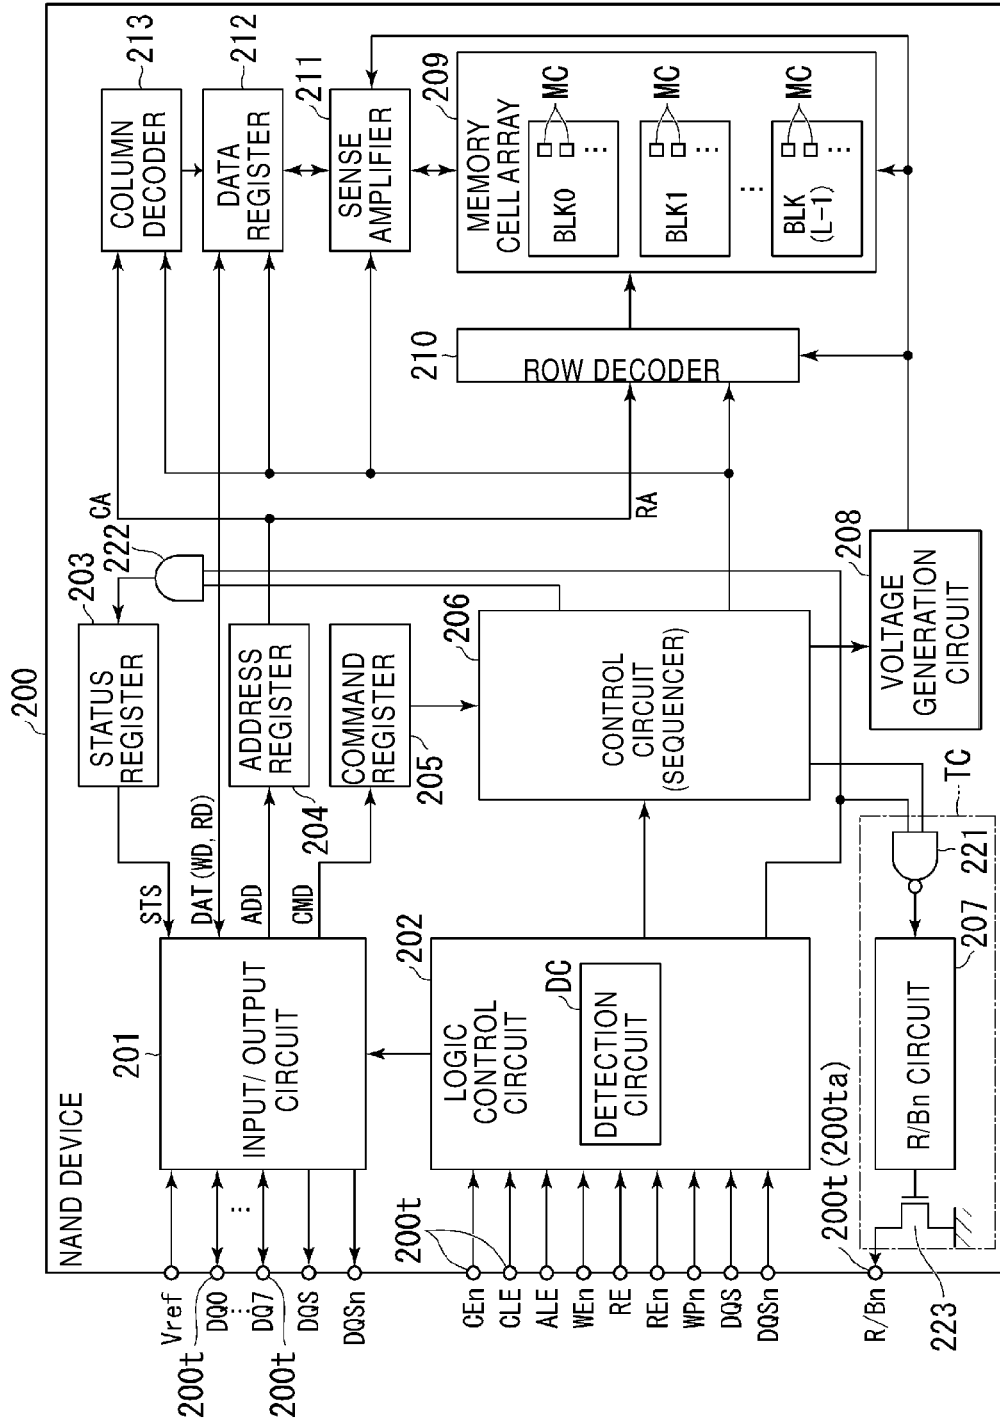 200
NAND DEVICE
Vref
DQ0
DQ7
DQS
DQSn
200t
200t
CEn
CLE
ALE
WEn
RE
REn
WPn
DQS
DQSn
200t
R/Bn
200t (200ta)
201
INPUT/OUTPUT
CIRCUIT
STS
DAT (WD, RD)
ADD
CMD
202
LOGIC
CONTROL
CIRCUIT
DC
DETECTION
CIRCUIT
203
STATUS
REGISTER
ADDRESS
REGISTER
204
COMMAND
REGISTER
205
222
206
CONTROL
CIRCUIT
(SEQUENCER)
CA
RA
213
COLUMN
DECODER
212
DATA
REGISTER
211
SENSE
AMPLIFIER
209
MEMORY
CELL ARRAY
BLK0
MC
...
BLK1
MC
...
...
BLK
(L-1)
MC
...
210
ROW DECODER
208
VOLTAGE
GENERATION
CIRCUIT
TC
221
207
R/Bn CIRCUIT
223